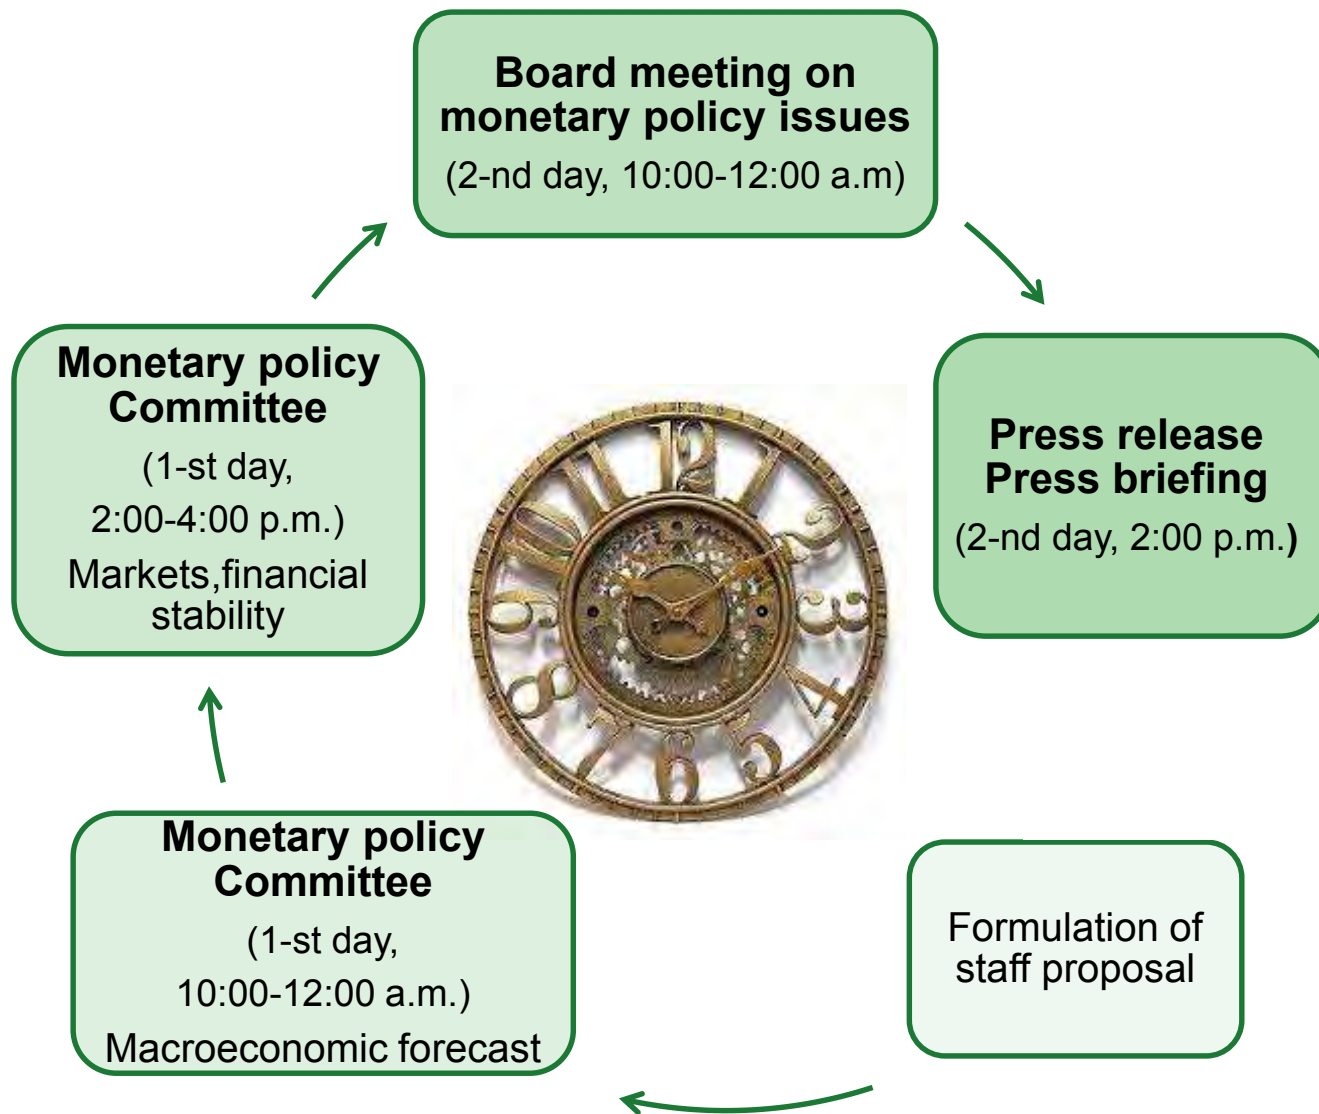 Board meeting on
monetary policy issues
(2-nd day, 10:00-12:00 a.m)
Monetary policy
Committee
(1-st day,
2:00-4:00 p.m.)
Markets,financial
stability
Press release
Press briefing
(2-nd day, 2:00 p.m.)
12
1
2
3
4
5
6
7
8
9
10
11
Monetary policy
Committee
(1-st day,
10:00-12:00 a.m.)
Macroeconomic forecast
Formulation of
staff proposal